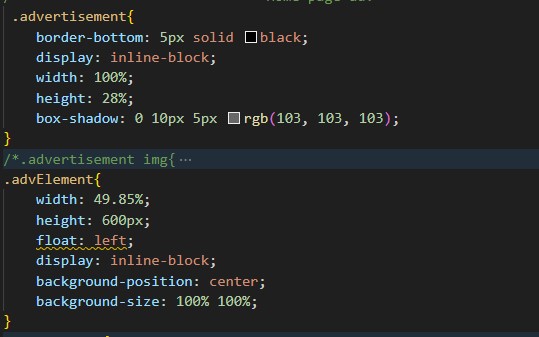 .advertisement{
border-bottom: 5px solid black;
display: inline-block;
width: 100%;
height: 28%;
box-shadow: 0 10px 5px rgb(103, 103, 103);
}
/*.advertisement img{ ⋯
.advElement{
width: 49.85%;
height: 600px;
float: left;
display: inline-block;
background-position: center;
background-size: 100% 100%;
}